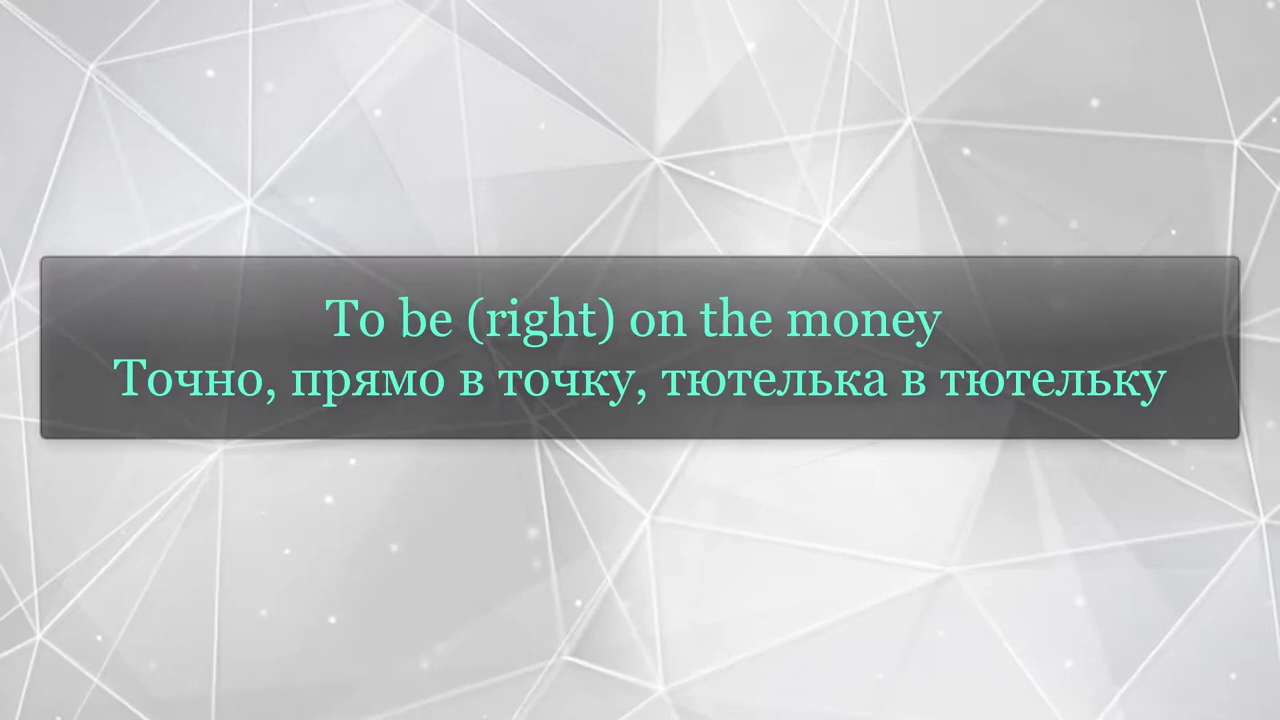 To be (right) on the money
Точно, прямо в точку, тютелька в тютельку